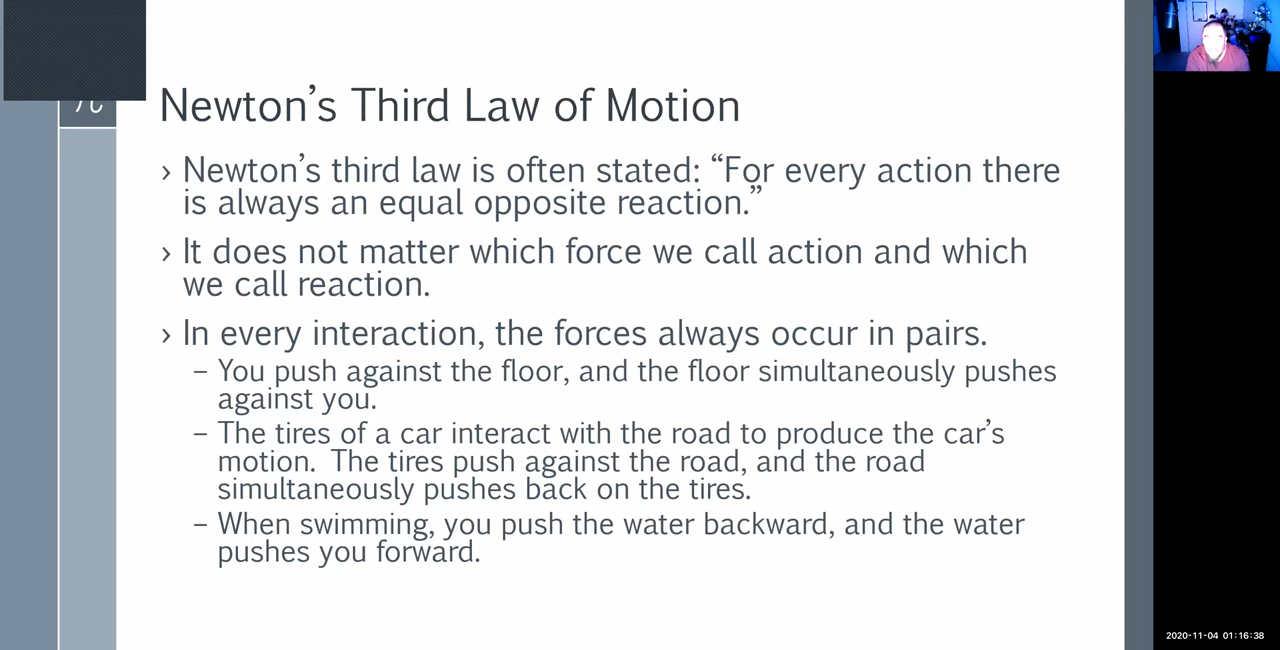 Newton’s Third Law of Motion
› Newton’s third law is often stated: “For every action there
is always an equal opposite reaction.”
› It does not matter which force we call action and which
we call reaction.
› In every interaction, the forces always occur in pairs.
– You push against the floor, and the floor simultaneously pushes
against you.
– The tires of a car interact with the road to produce the car’s
motion.  The tires push against the road, and the road
simultaneously pushes back on the tires.
– When swimming, you push the water backward, and the water
pushes you forward.
2020-11-04 01:16:38